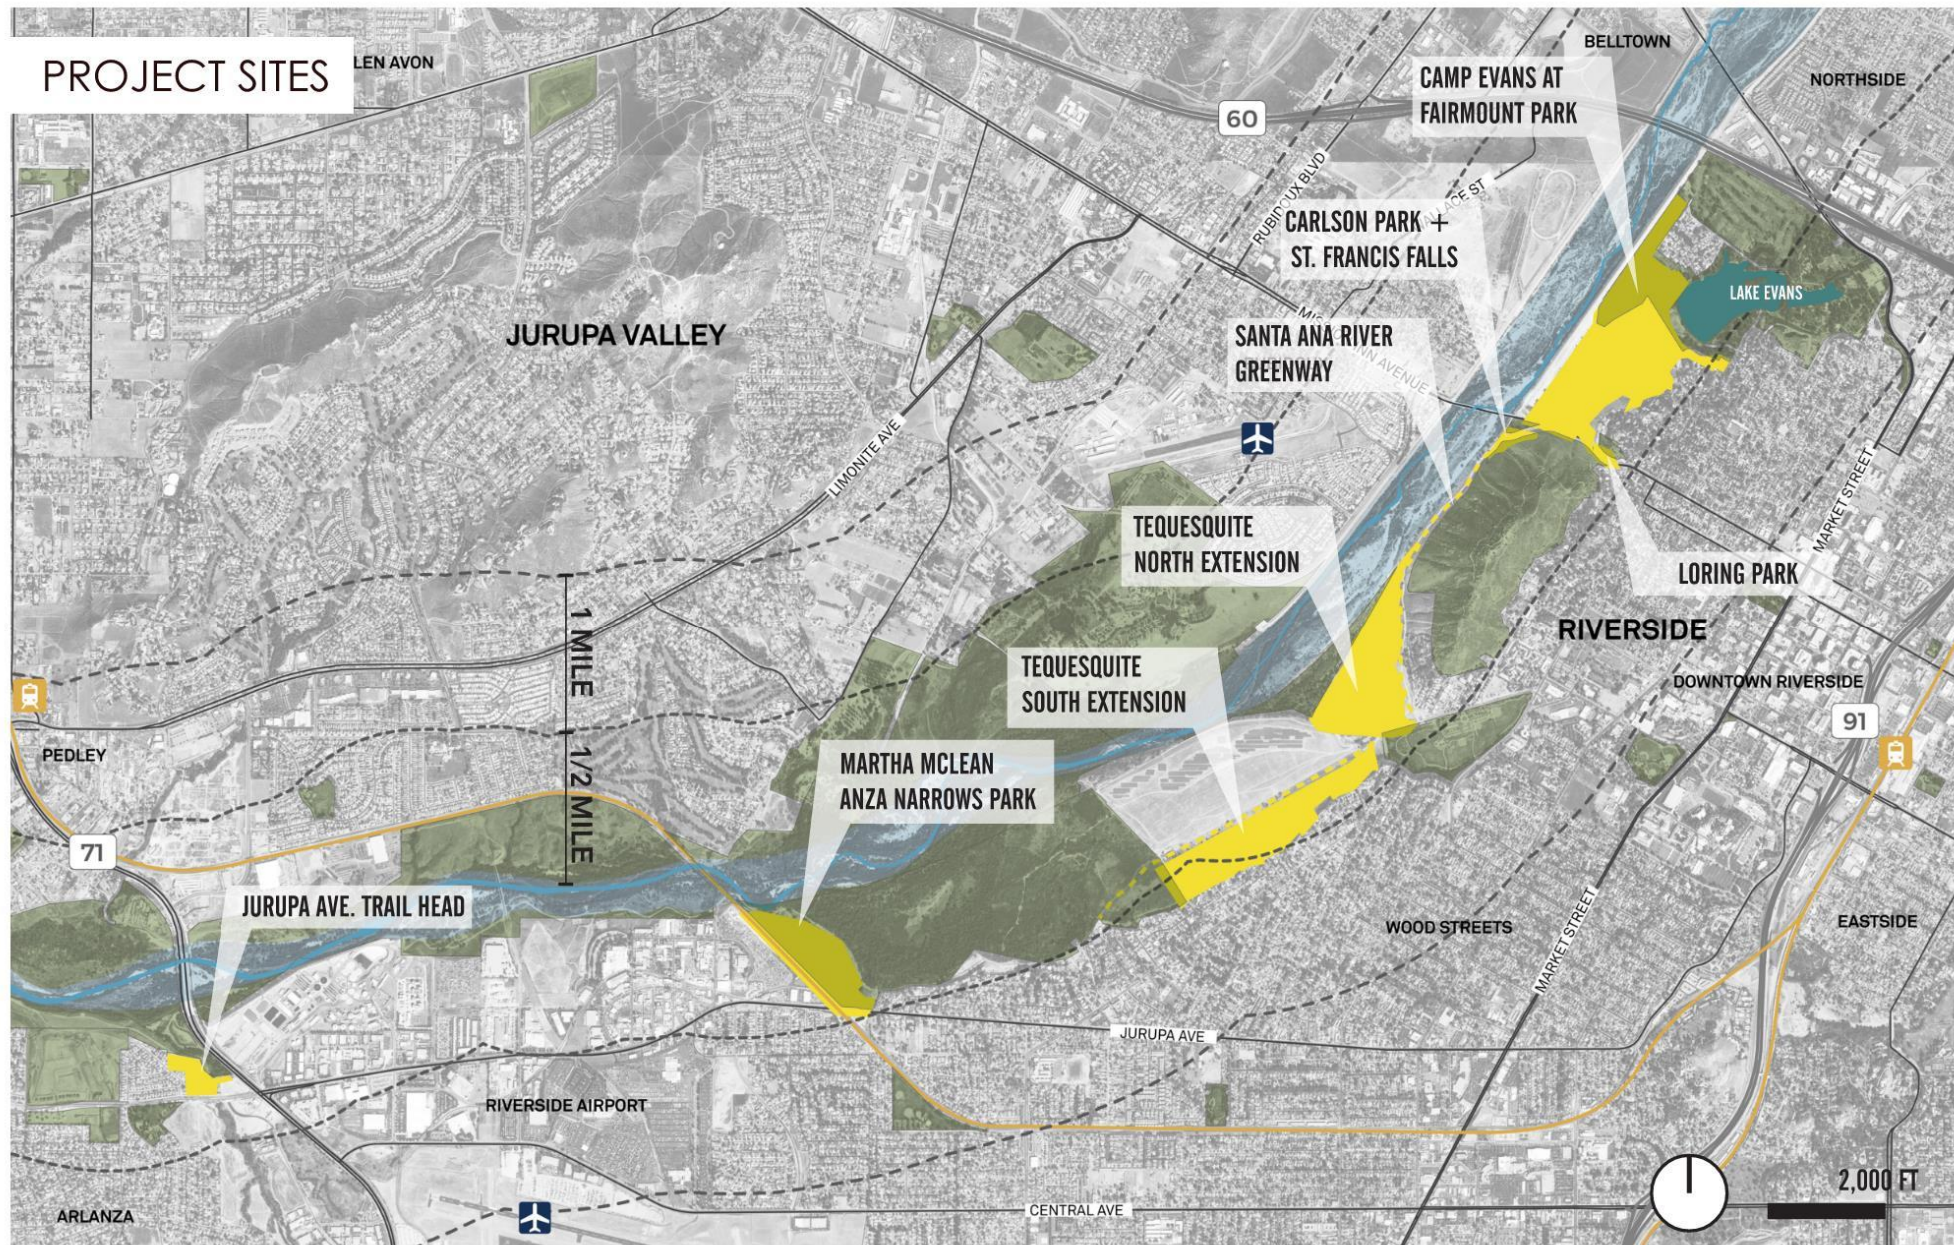 PROJECT SITES
LEN AVON
BELLTOWN
NORTHSIDE
CAMP EVANS AT
FAIRMOUNT PARK
60
RUBIDOUX BLVD
CARLSON PARK +
ST. FRANCIS FALLS
LAKE EVANS
JURUPA VALLEY
SANTA ANA RIVER
GREENWAY
AVENUE
LIMONITE AVE
MARKET STREET
TEQUESQUITE
NORTH EXTENSION
LORING PARK
RIVERSIDE
1 MILE
TEQUESQUITE
SOUTH EXTENSION
DOWNTOWN RIVERSIDE
91
PEDLEY
1/2 MILE
MARTHA MCLEAN
ANZA NARROWS PARK
71
JURUPA AVE. TRAIL HEAD
WOOD STREETS
MARKET STREET
EASTSIDE
JURUPA AVE
RIVERSIDE AIRPORT
2,000 FT
ARLANZA
CENTRAL AVE